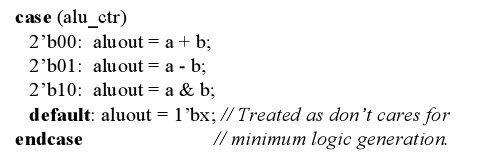 case (alu_ctr)
2’b00: aluout = a + b;
2’b01: aluout = a - b;
2’b10: aluout = a & b;
default: aluout = 1’bx; // Treated as don’t cares for
endcase // minimum logic generation.